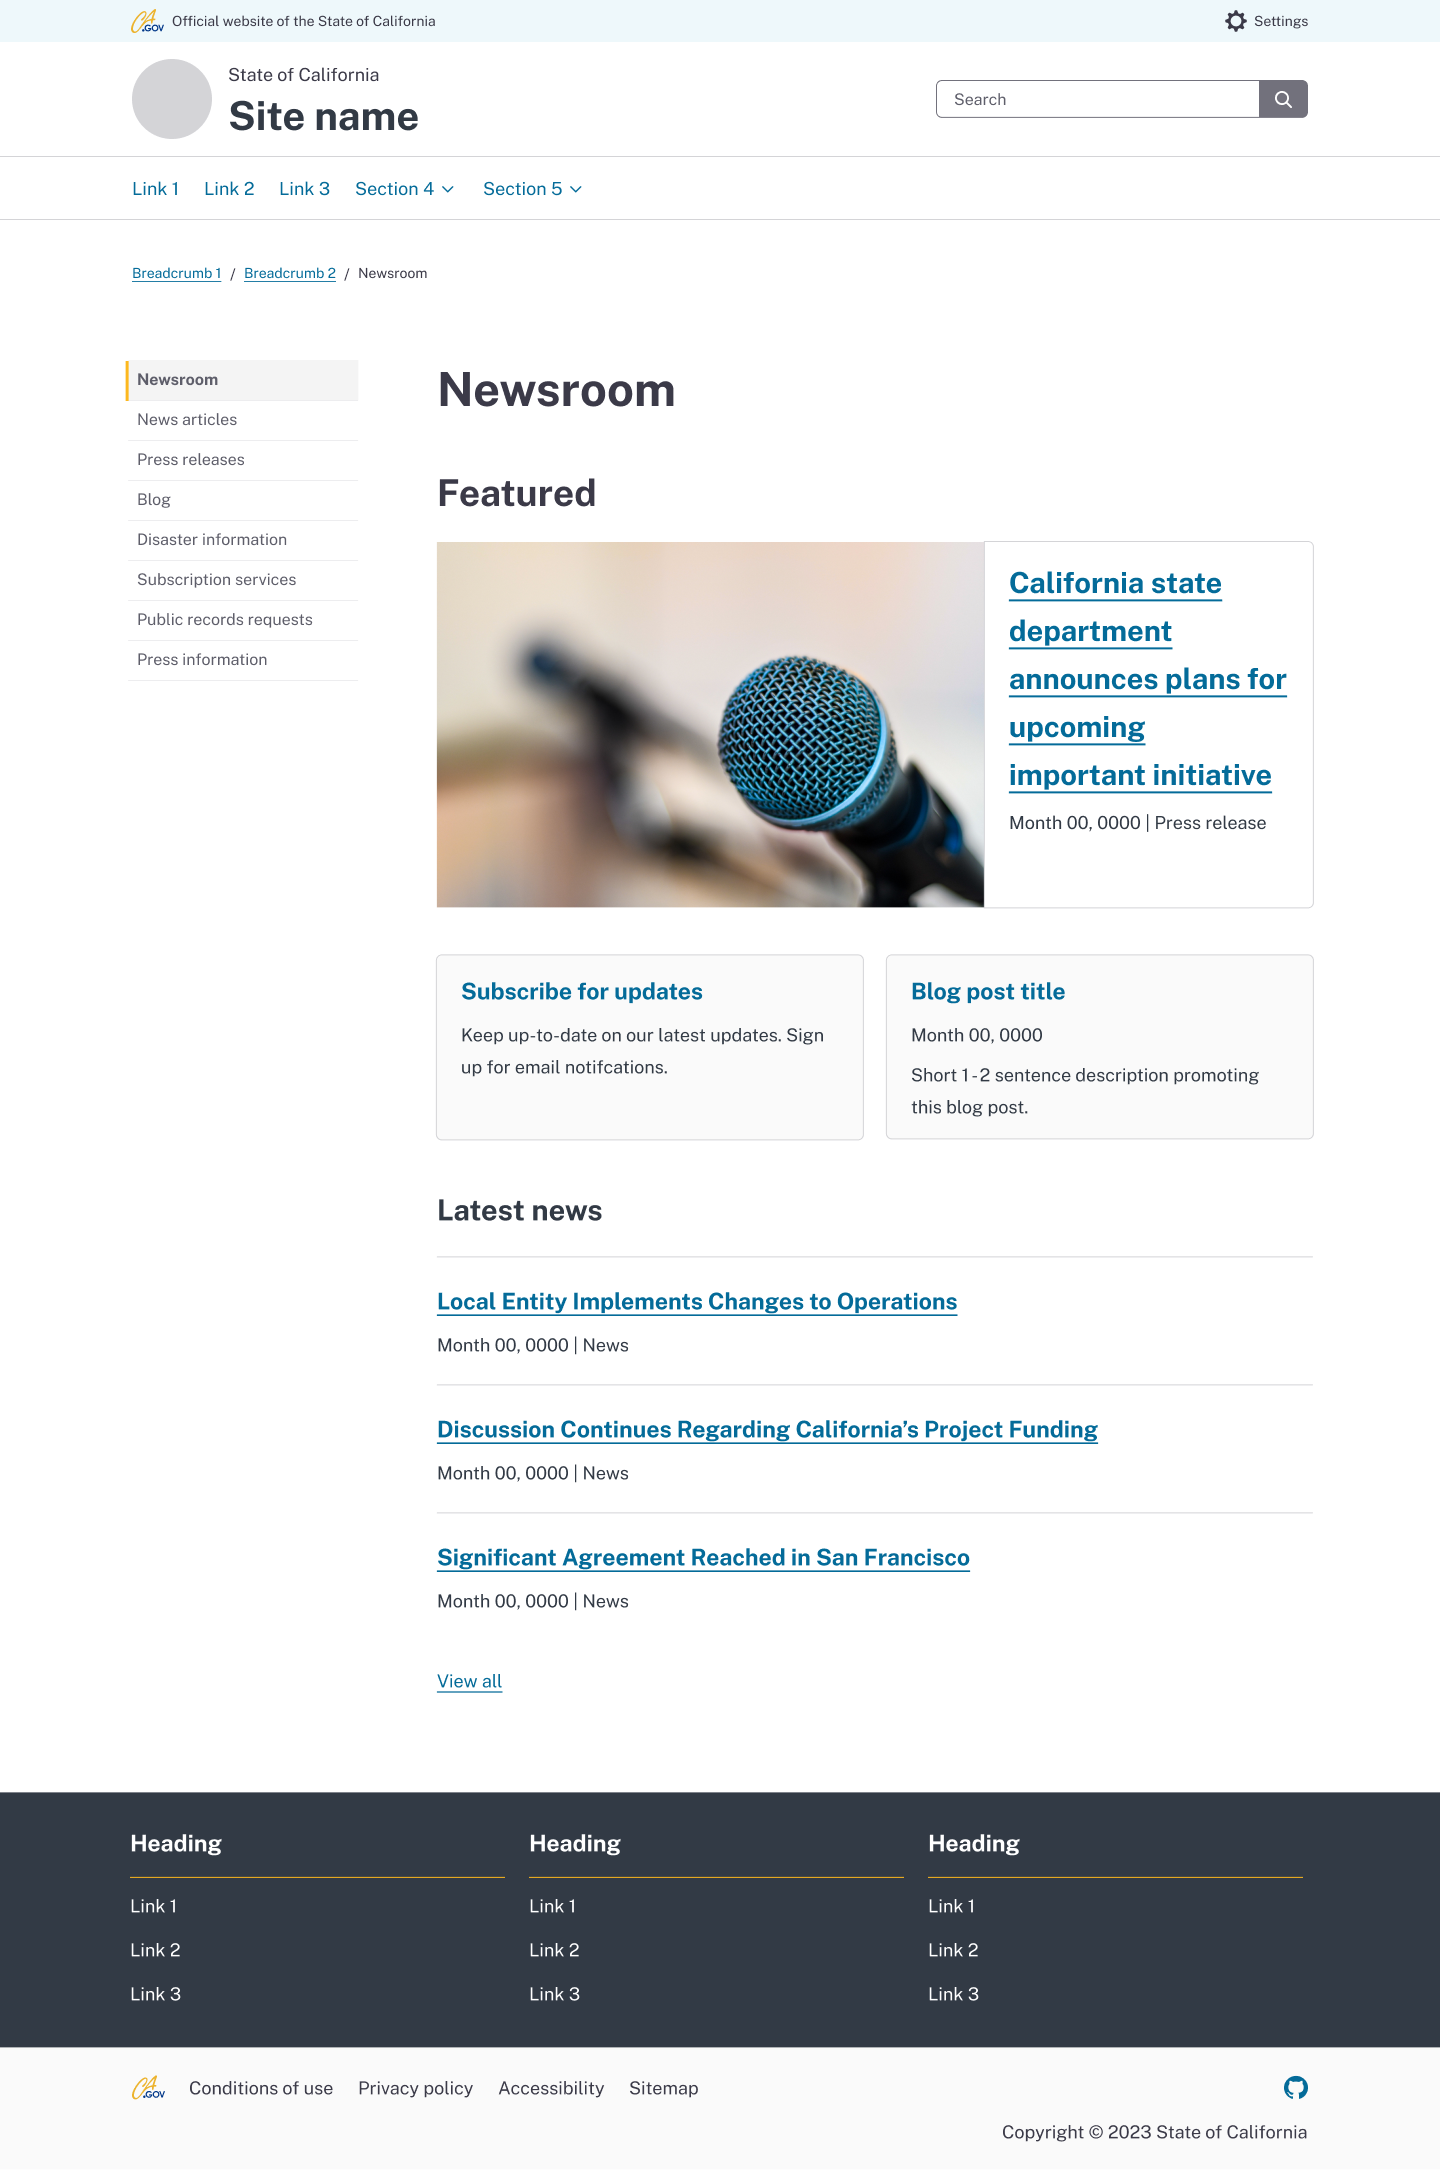 CA.GOV Official website of the State of California
Settings
State of California
Site name
Search
Link 1 Link 2 Link 3 Section 4 Section 5
Breadcrumb 1 / Breadcrumb 2 / Newsroom
Newsroom
News articles
Press releases
Blog
Disaster information
Subscription services
Public records requests
Press information
Newsroom
Featured
California state
department
announces plans for
upcoming
important initiative
Month 00, 0000 | Press release
Subscribe for updates
Keep up-to-date on our latest updates. Sign
up for email notifcations.
Blog post title
Month 00, 0000
Short 1-2 sentence description promoting
this blog post.
Latest news
Local Entity Implements Changes to Operations
Month 00, 0000 | News
Discussion Continues Regarding California’s Project Funding
Month 00, 0000 | News
Significant Agreement Reached in San Francisco
Month 00, 0000 | News
View all
Heading
Link 1
Link 2
Link 3
Heading
Link 1
Link 2
Link 3
Heading
Link 1
Link 2
Link 3
CA.GOV Conditions of use Privacy policy Accessibility Sitemap
Copyright © 2023 State of California